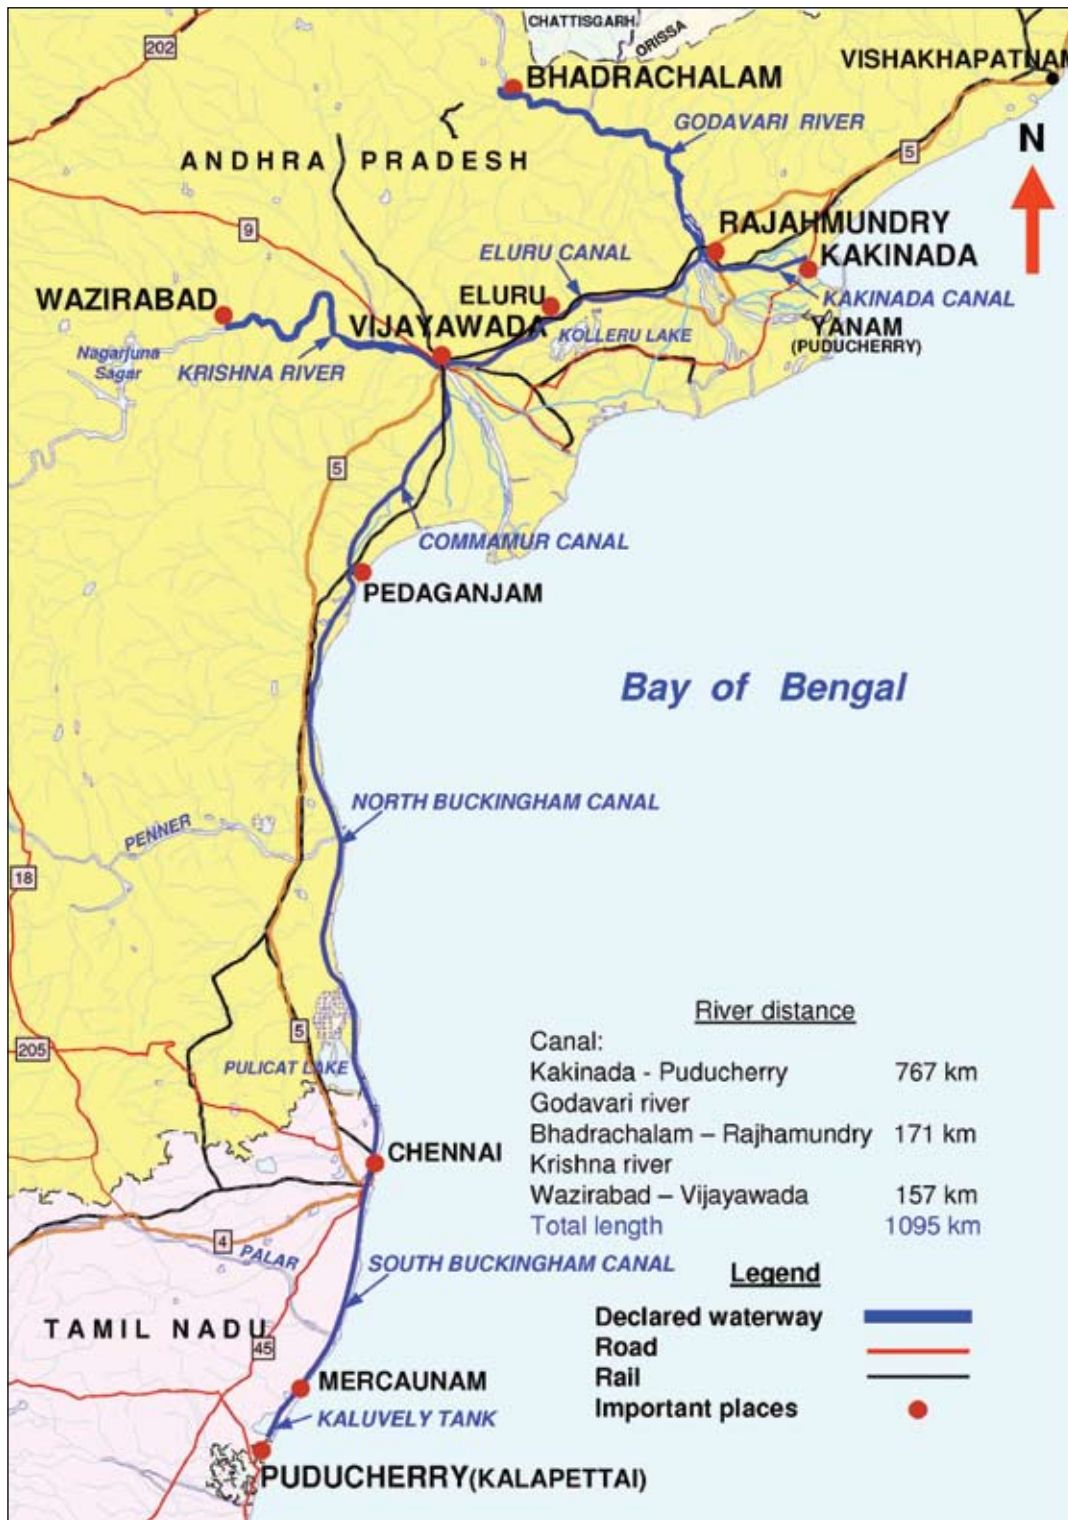 CHATTISGARH
ORISSA
VISHAKHAPATNAM
202
BHADRACHALAM
GODAVARI RIVER
5
N
ANDHRA PRADESH
9
RAJAHMUNDRY
ELURU CANAL
KAKINADA
WAZIRABAD
ELURU
KAKINADA CANAL
VIJAYAWADA
KOLLERU LAKE
YANAM
(PUDUCHERRY)
Nagarjuna
Sagar
KRISHNA RIVER
5
COMMAMUR CANAL
PEDAGANJAM
Bay of Bengal
NORTH BUCKINGHAM CANAL
PENNER
18
5
205
PULICAT LAKE
River distance
Canal:
Kakinada - Puducherry 767 km
Godavari river
Bhadrachalam – Rajhamundry 171 km
Krishna river
Wazirabad – Vijayawada 157 km
Total length 1095 km
CHENNAI
4
PALAR
SOUTH BUCKINGHAM CANAL
Legend
Declared waterway
Road
Rail
Important places
TAMIL NADU
45
MERCAUNAM
KALUVELY TANK
PUDUCHERRY(KALAPETTAI)